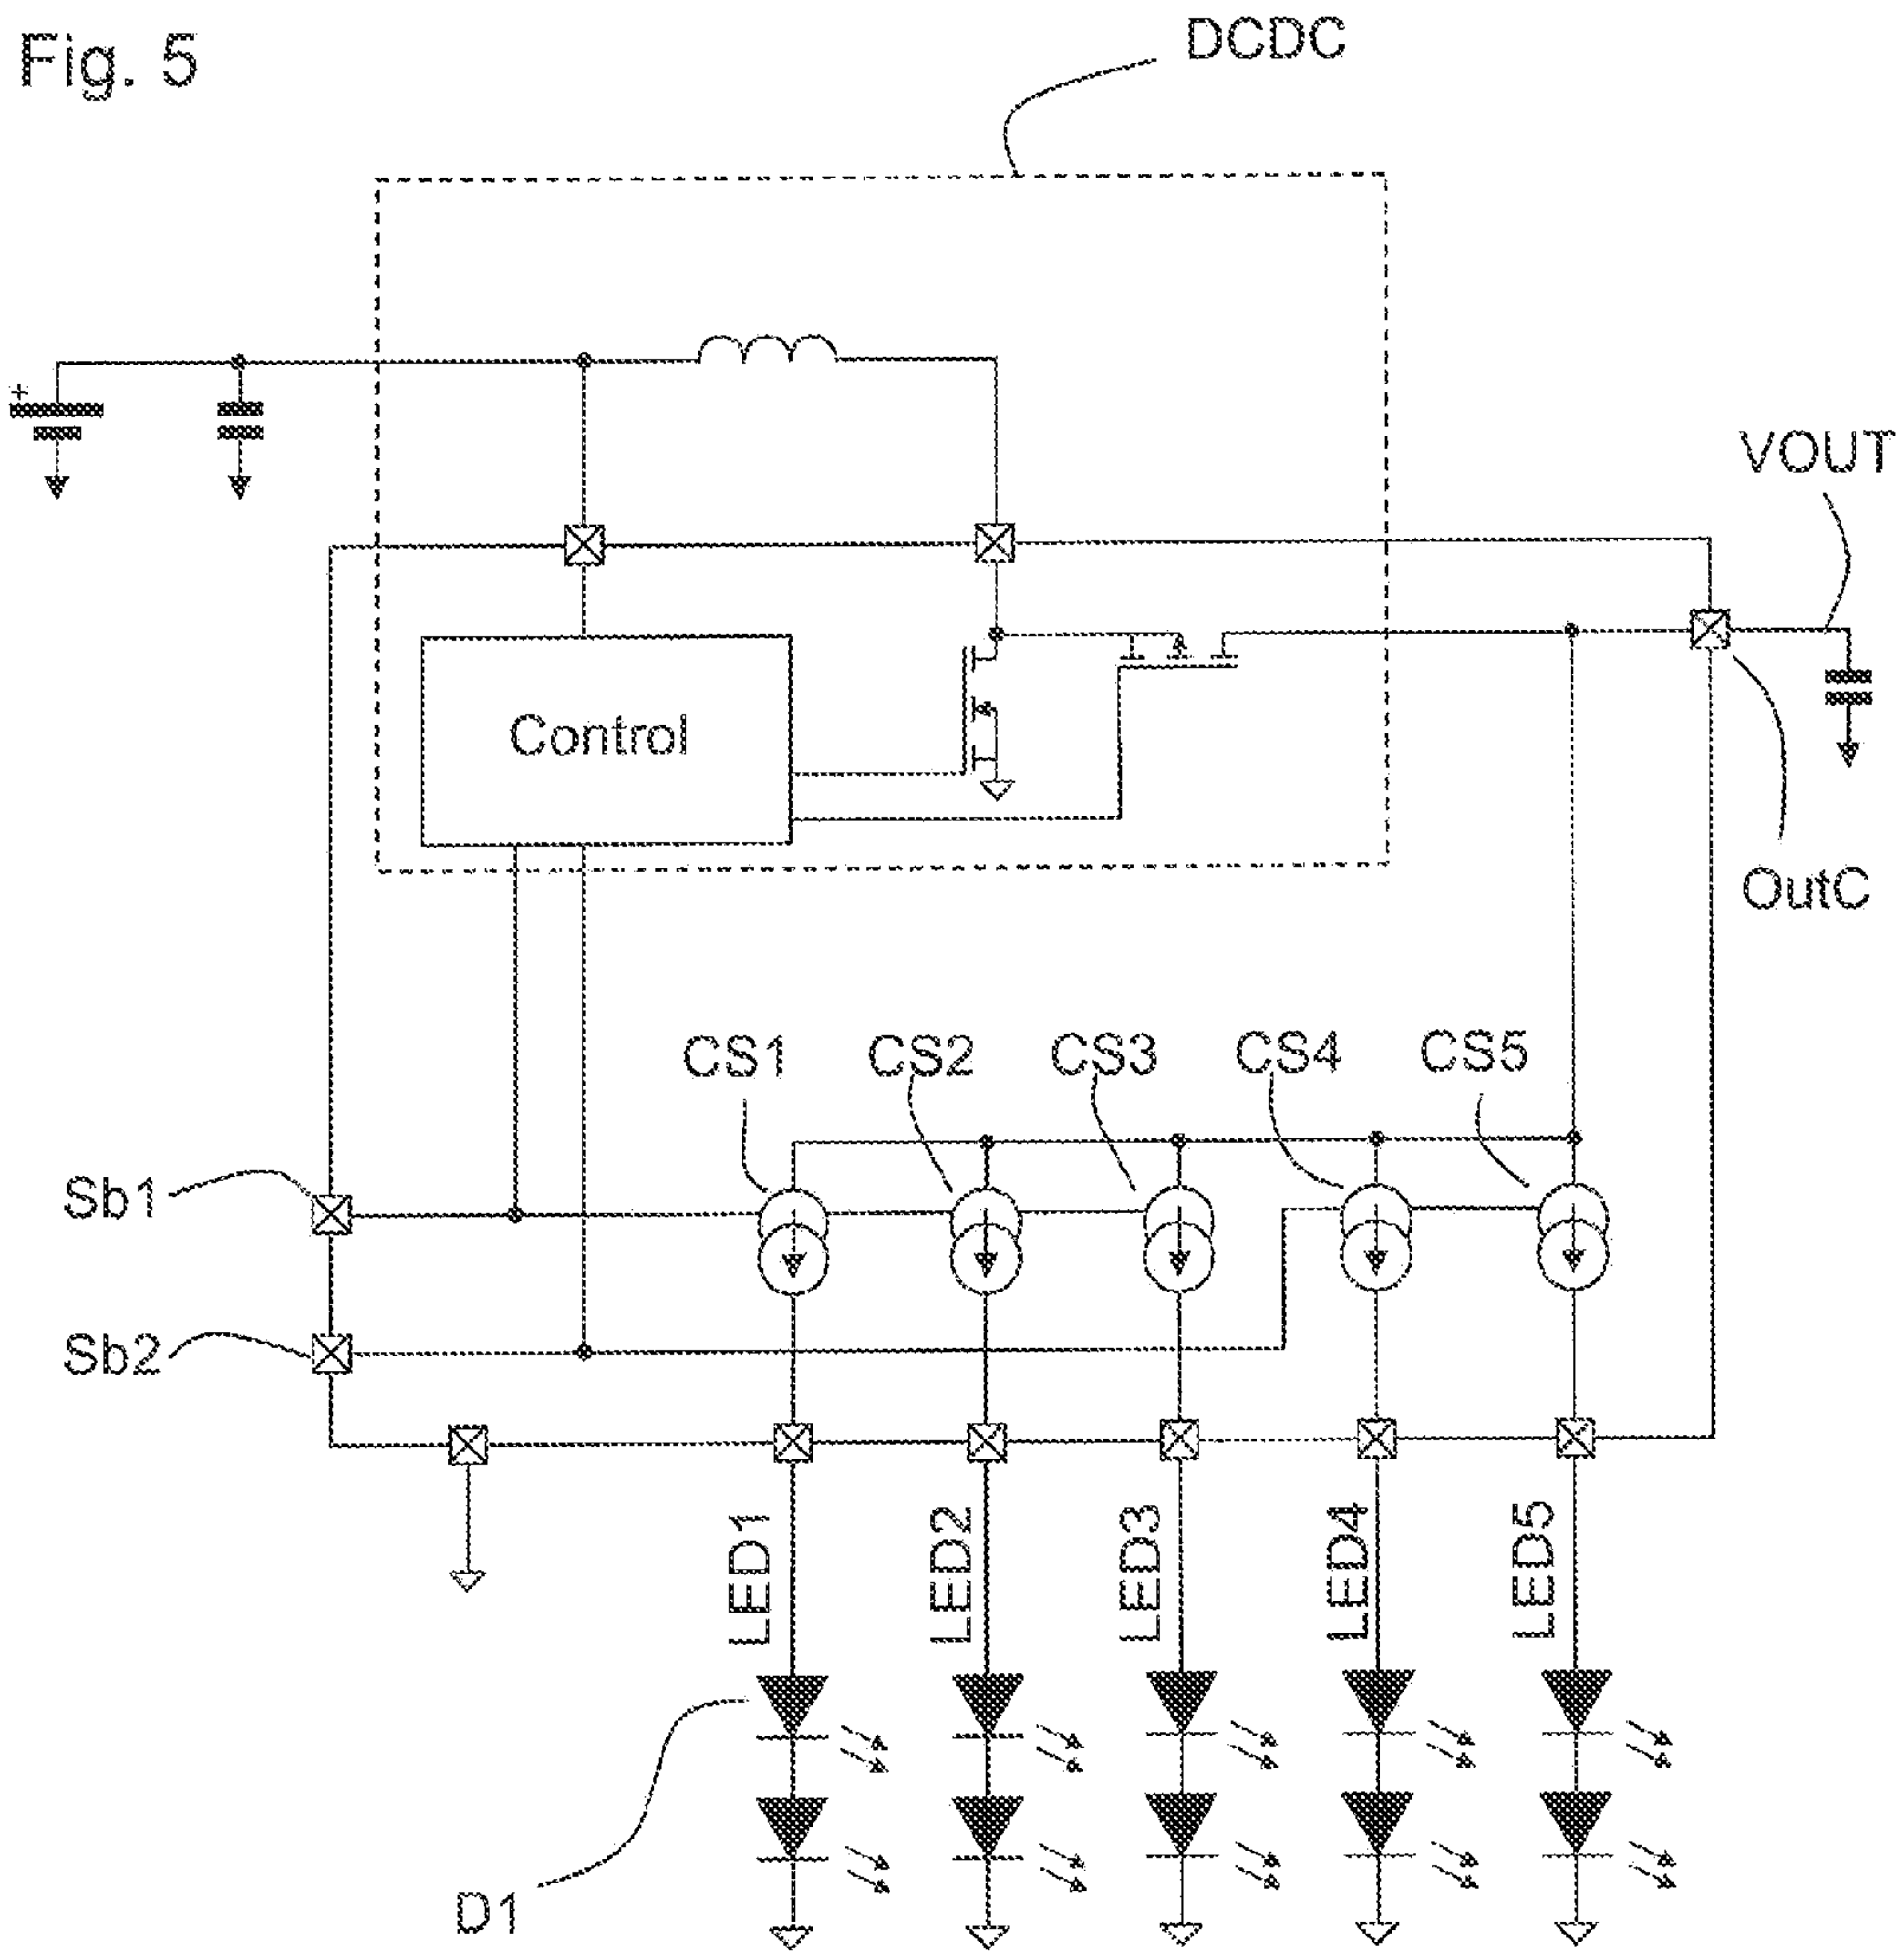 Fig. 5
DCDC
+
VOUT
Control
OutC
CS1
CS2
CS3
CS4
CS5
Sb1
Sb2
LED1
LED2
LED3
LED4
LED5
D1